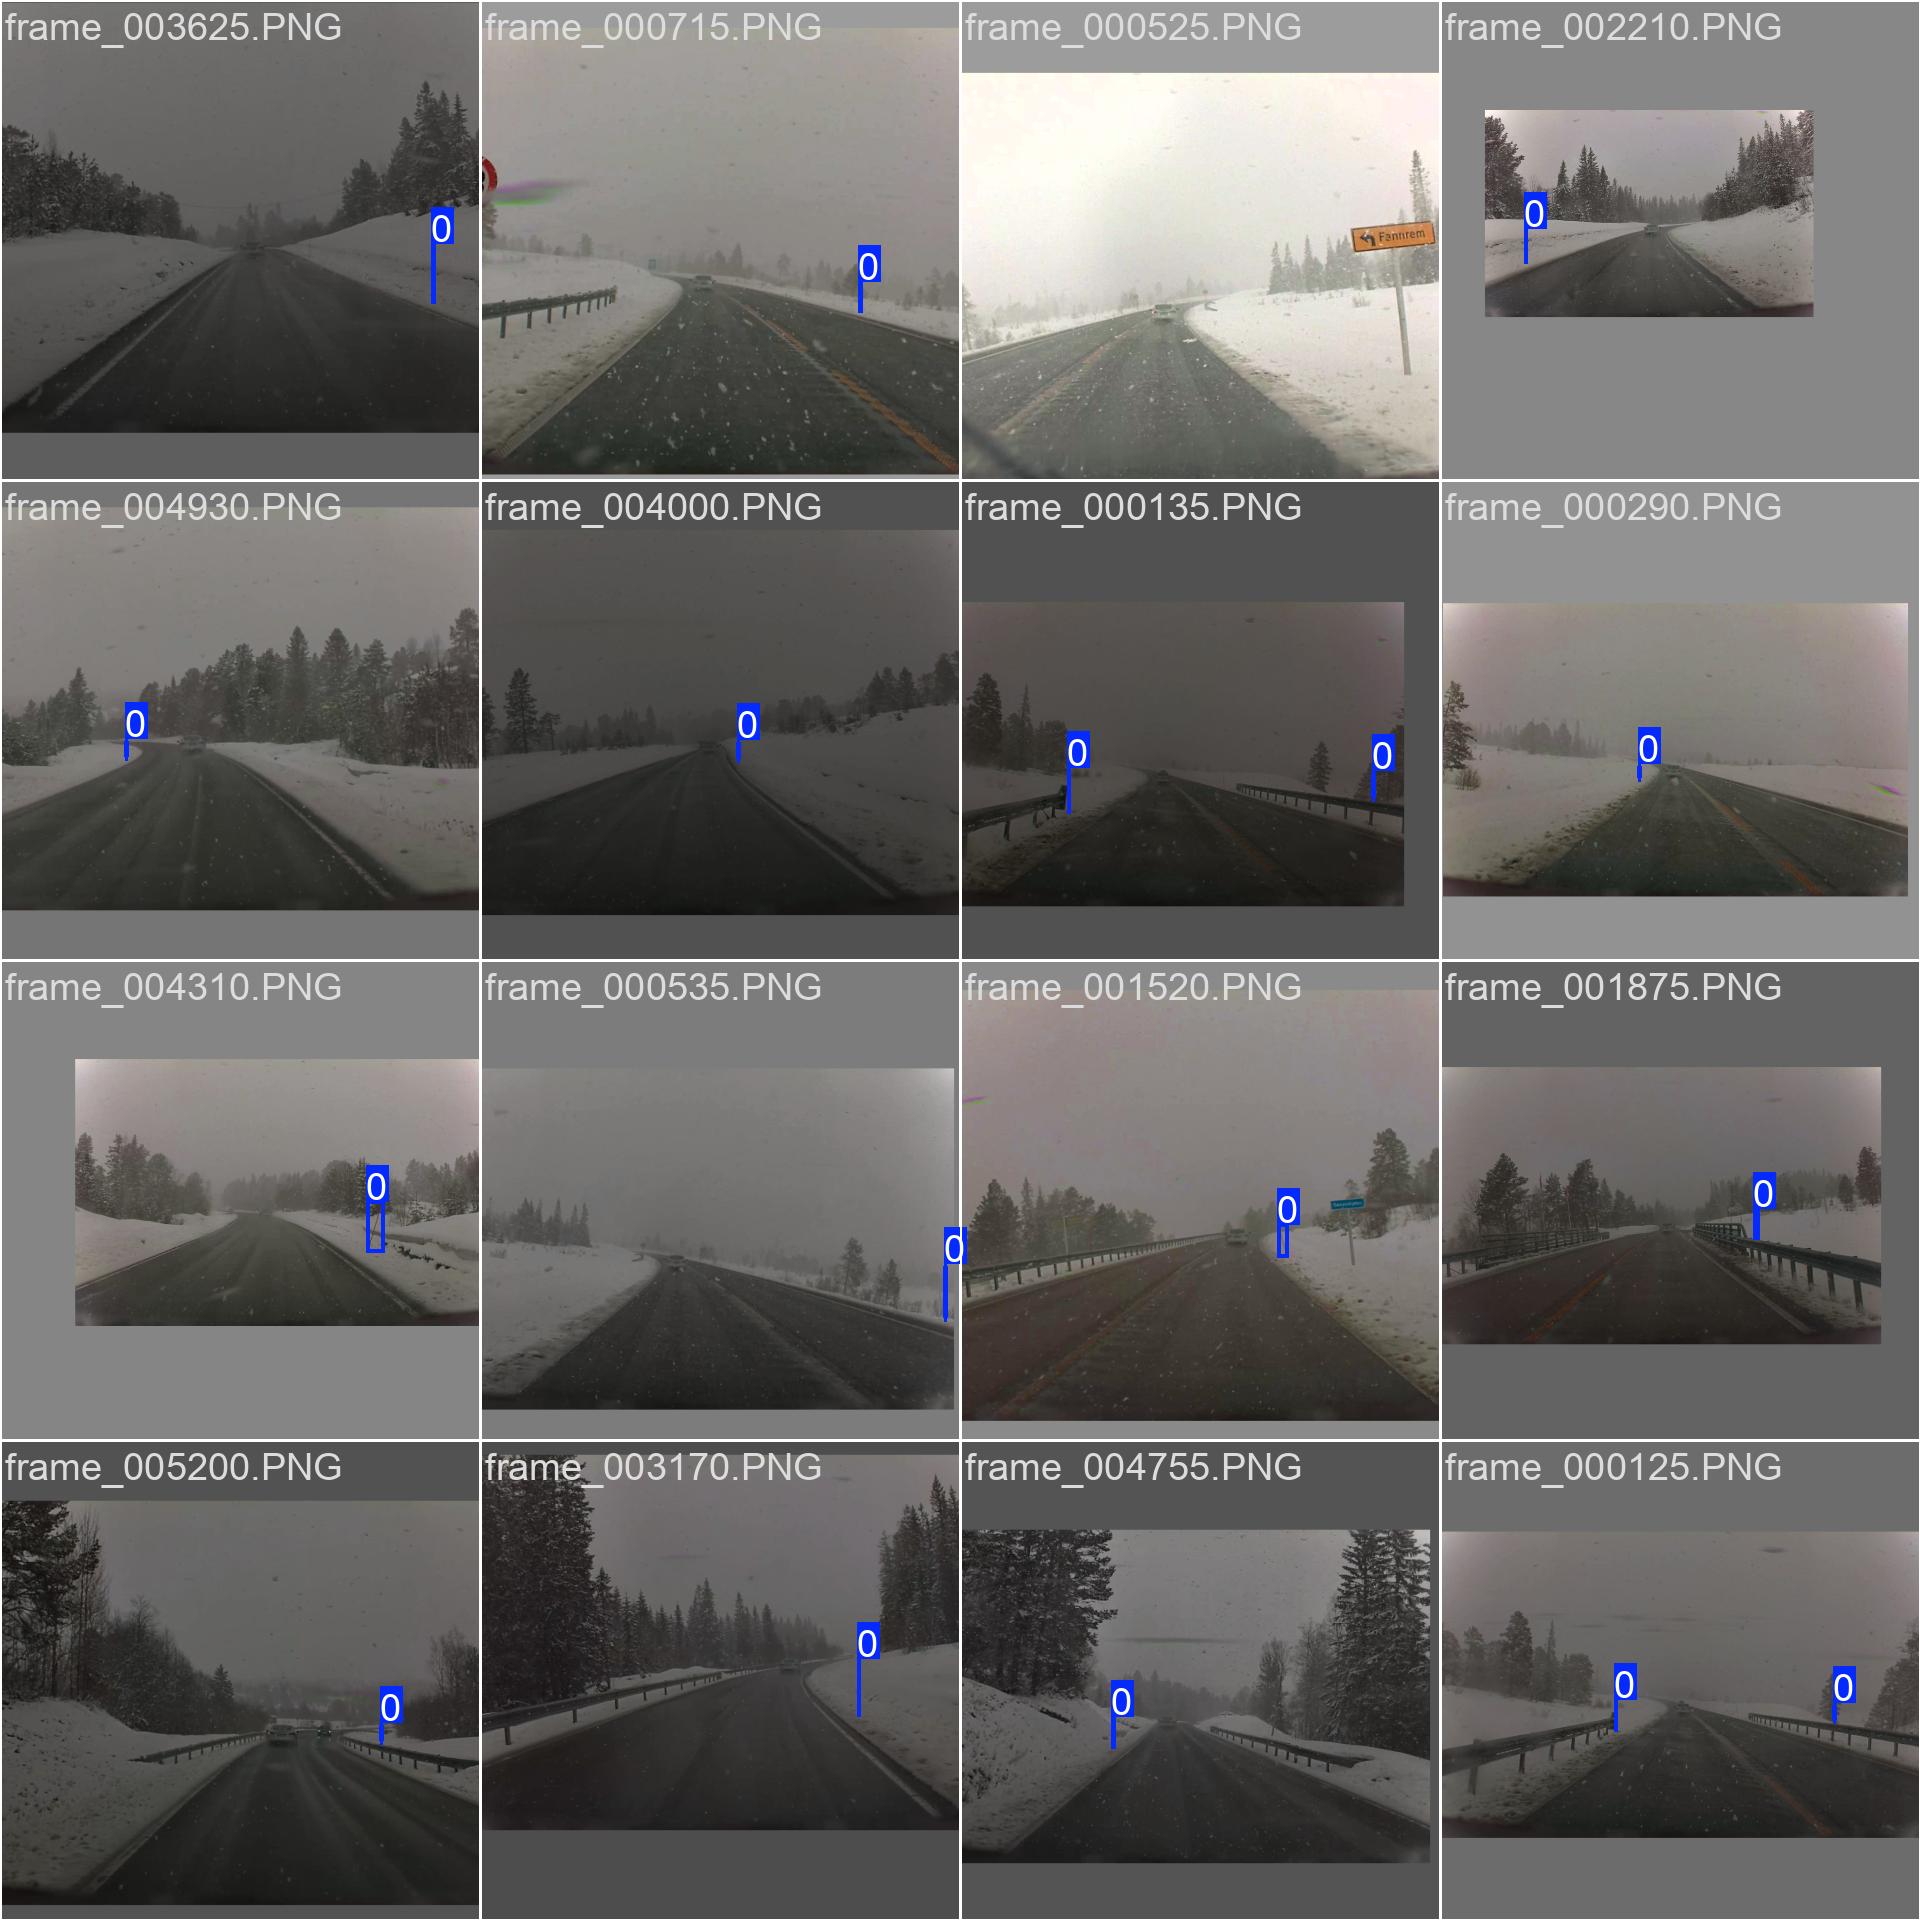 frame_003625.PNG
frame_000715.PNG
frame_000525.PNG
frame_002210.PNG
0
0
Fannrem
0
frame_004930.PNG
frame_004000.PNG
frame_000135.PNG
frame_000290.PNG
0
0
0
0
0
frame_004310.PNG
frame_000535.PNG
frame_001520.PNG
frame_001875.PNG
0
0
0
0
frame_005200.PNG
frame_003170.PNG
frame_004755.PNG
frame_000125.PNG
0
0
0
0
0